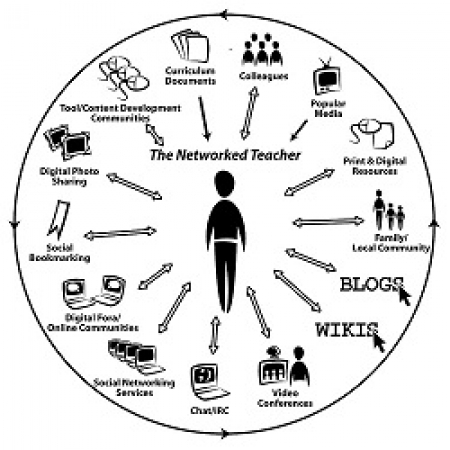 Curriculum
Documents
Colleagues
Tool/Content Development
Communities
Popular
Media
The Networked Teacher
Digital Photo
Sharing
Print & Digital
Resources
Social
Bookmarking
Family/
Local Community
Digital Fora/
Online Communities
BLOGS
WIKIS
Social Networking
Services
Chat/IRC
Video
Conferences